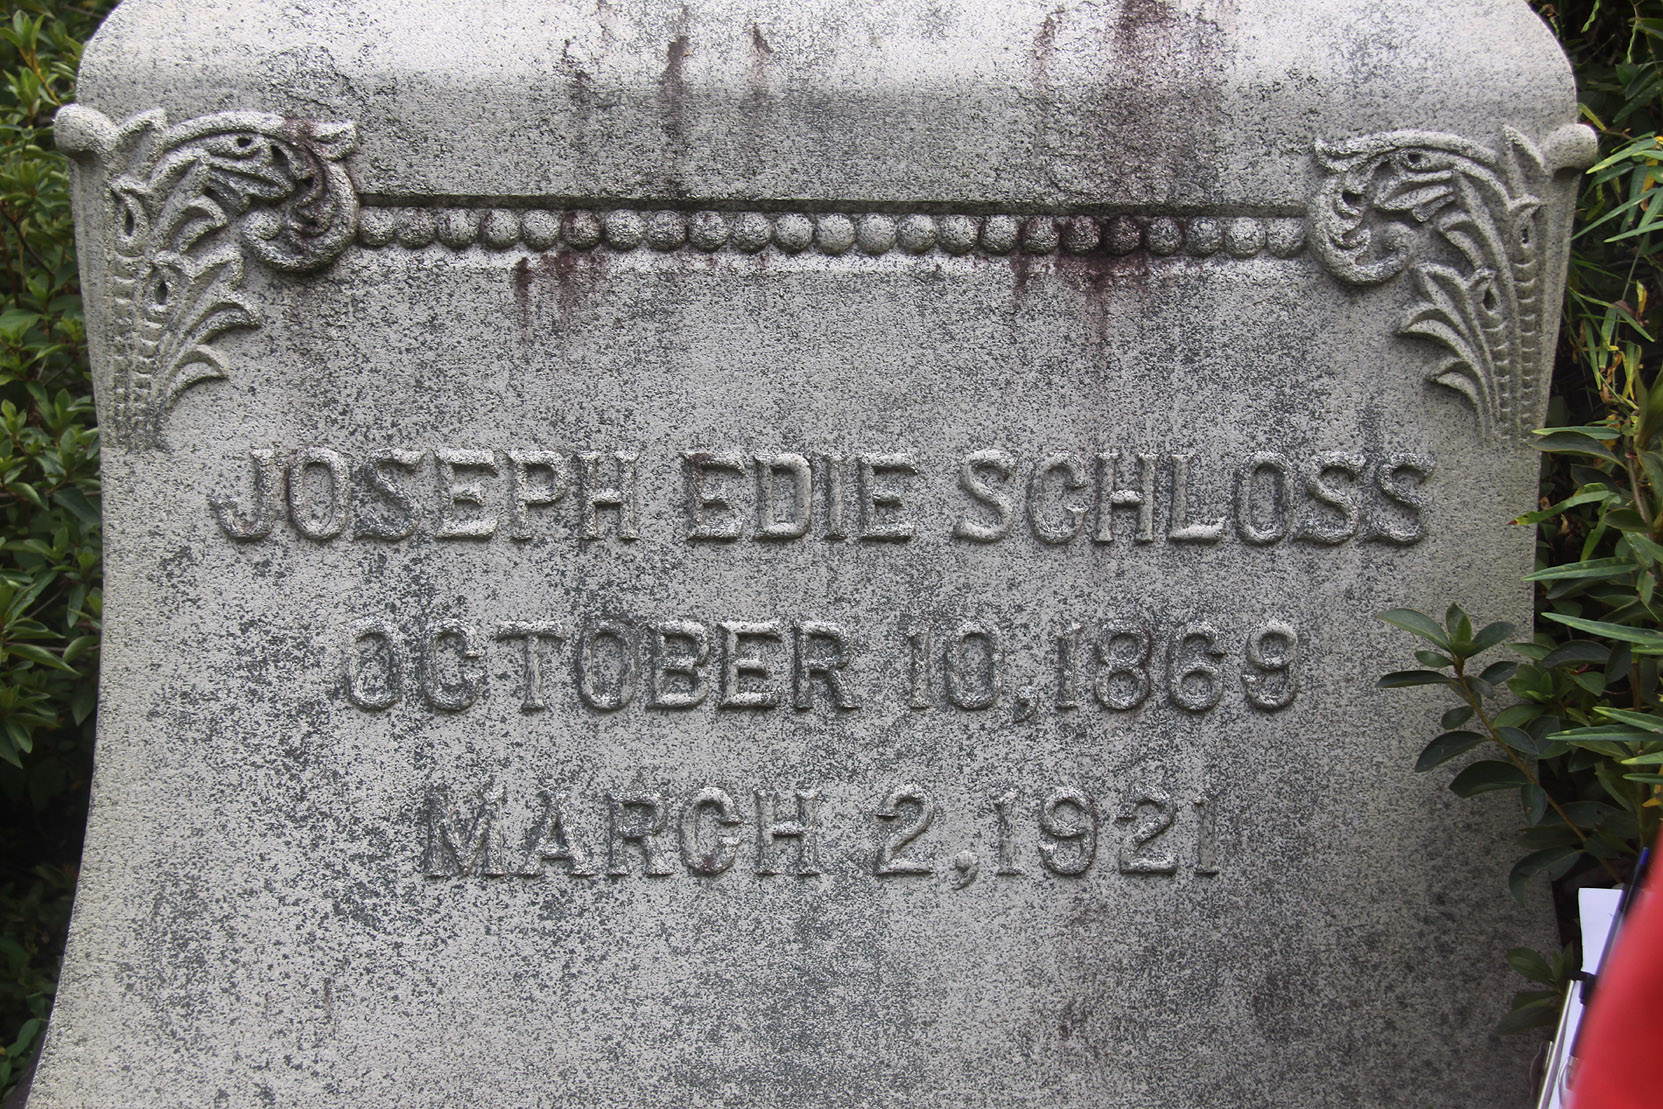 JOSEPH EDIE SCHLOSS
OCTOBER 10,1869
MARCH 2,1921